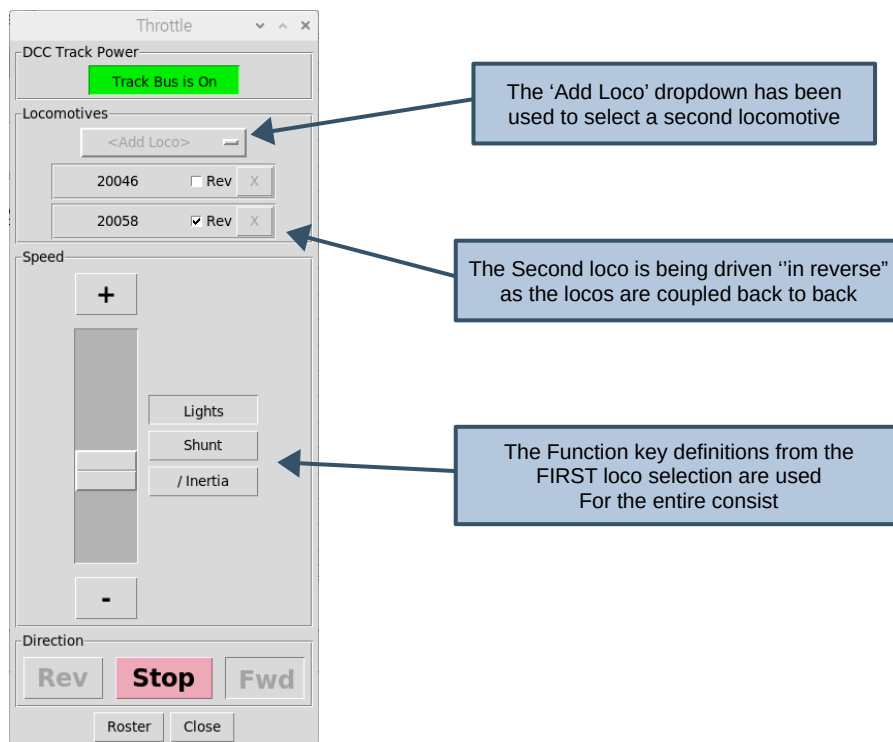 Throttle
DCC Track Power
Track Bus is On
Locomotives
<Add Loco>
20046 Rev X
20058 Rev X
Speed
+
Lights
Shunt
/ Inertia
-
Direction
Rev Stop Fwd
Roster Close
The ‘Add Loco’ dropdown has been
used to select a second locomotive
The Second loco is being driven ‘’in reverse”
as the locos are coupled back to back
The Function key definitions from the
FIRST loco selection are used
For the entire consist